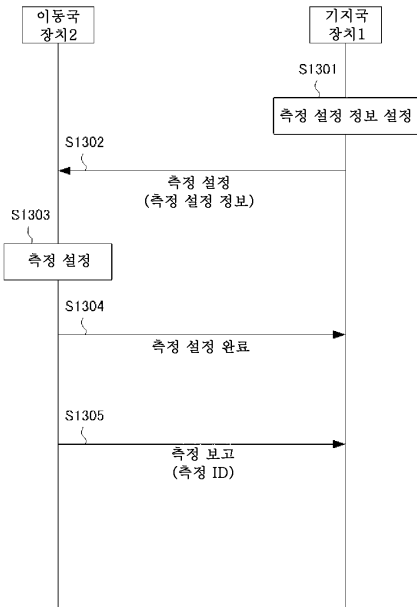 이동국
장치2
기지국
장치1
S1301
측정 설정 정보 설정
S1302
측정 설정
(측정 설정 정보)
S1303
측정 설정
S1304
측정 설정 완료
S1305
측정 보고
(측정 ID)